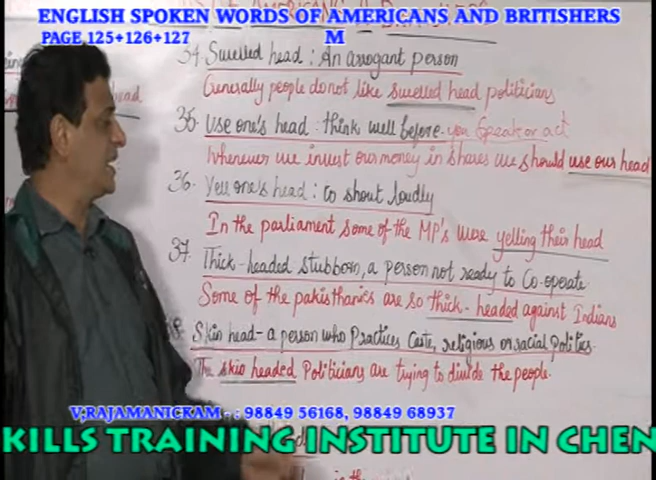 ENGLISH SPOKEN WORDS OF AMERICANS AND BRITISHERS
PAGE 125+126+127
M
34. Swelled head : An arrogant person
Generally people do not like swelled head politicians
head
35. Use one's head : think well before you speak or act
Whenever we invest our money in shares we should use our head
36. Yell one's head : to shout loudly
In the parliament some of the MP's were yelling their head
37. Thick-headed stubborn, a person not ready to co-operate
Some of the pakisthanies are so thick-headed against Indians
38. Skin head - a person who Practices Caste, religious or racial politics
The skin headed Politicians are trying to divide the people.
V;RAJAMANICKAM - : 98849 56168, 98849 68937
KILLS TRAINING INSTITUTE IN CHEN